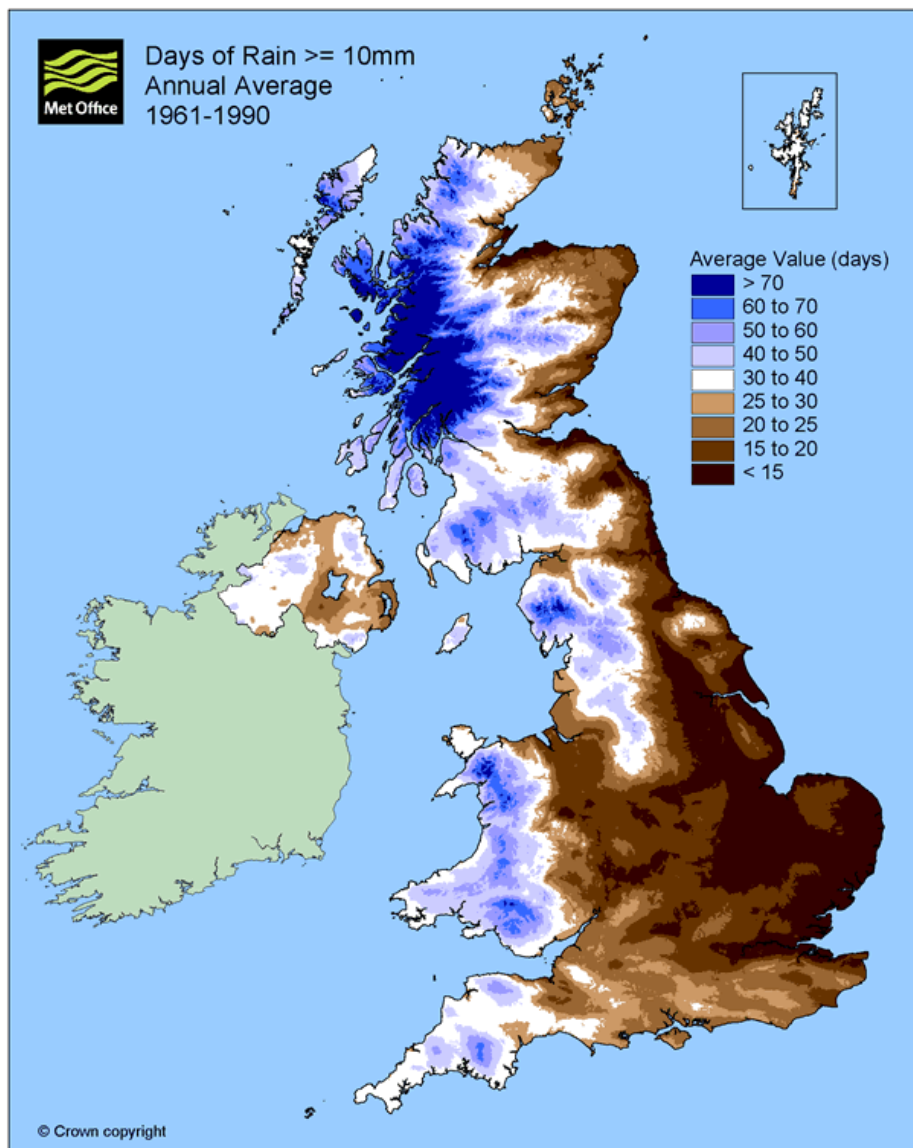 Met Office
Days of Rain >= 10mm
Annual Average
1961-1990
Average Value (days)
> 70
60 to 70
50 to 60
40 to 50
30 to 40
25 to 30
20 to 25
15 to 20
< 15
© Crown copyright